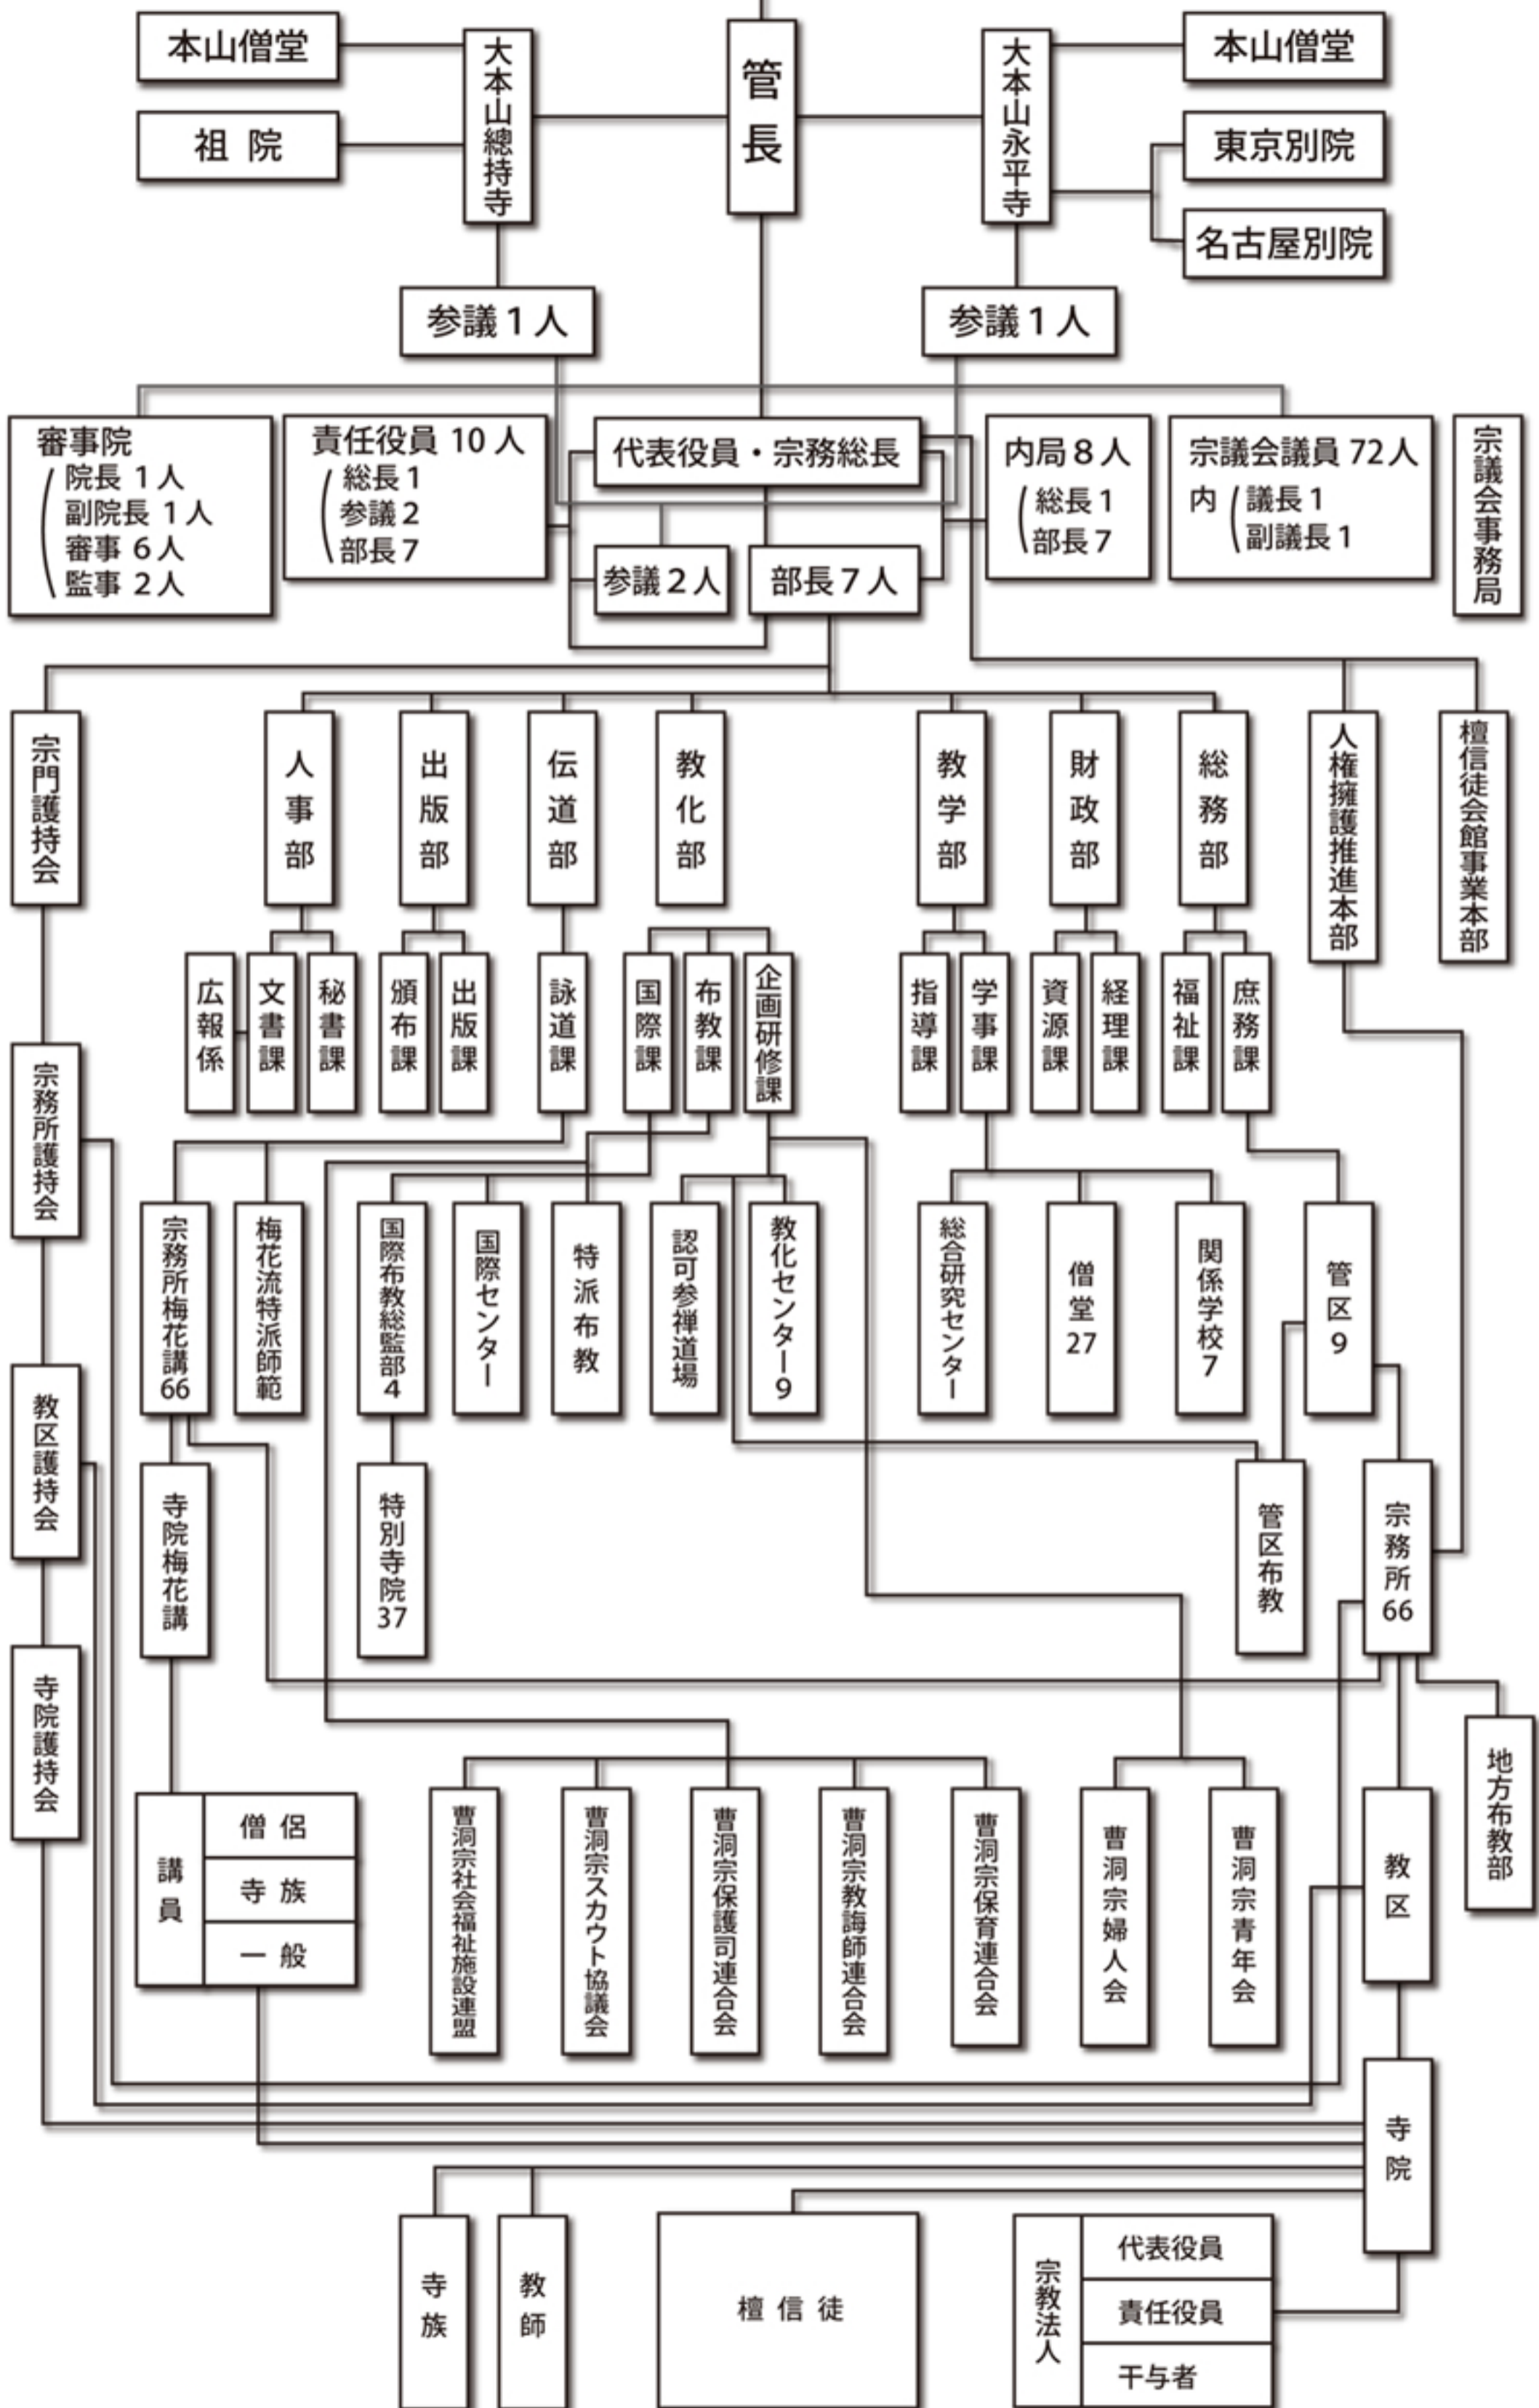 本山僧堂
祖院
大本山總持寺
管長
大本山永平寺
本山僧堂
東京別院
名古屋別院
参議1人
参議1人
審事院
院長 1人
副院長 1人
審事 6人
監事 2人
責任役員 10人
総長1
参議2
部長7
代表役員・宗務総長
参議2人
部長7人
内局8人
総長1
部長7
宗議会議員 72人
内
議長1
副議長1
宗議会事務局
宗門護持会
人事部
出版部
伝道部
教化部
教学部
財政部
総務部
人権擁護推進本部
檀信徒会館事業本部
広報係
文書課
秘書課
頒布課
出版課
詠道課
国際課
布教課
企画研修課
指導課
学事課
資源課
経理課
福祉課
庶務課
宗務所護持会
宗務所梅花講66
梅花流特派師範
国際布教総監部4
国際センター
特派布教
認可参禅道場
教化センター9
総合研究センター
僧堂27
関係学校7
管区9
教区護持会
寺院梅花講
特別寺院37
管区布教
宗務所66
寺院護持会
地方布教部
講員
僧侶
寺族
一般
曹洞宗社会福祉施設連盟
曹洞宗スカウト協議会
曹洞宗保護司連合会
曹洞宗教誨師連合会
曹洞宗保育連合会
曹洞宗婦人会
曹洞宗青年会
教区
寺院
寺族
教師
檀信徒
宗教法人
代表役員
責任役員
干与者